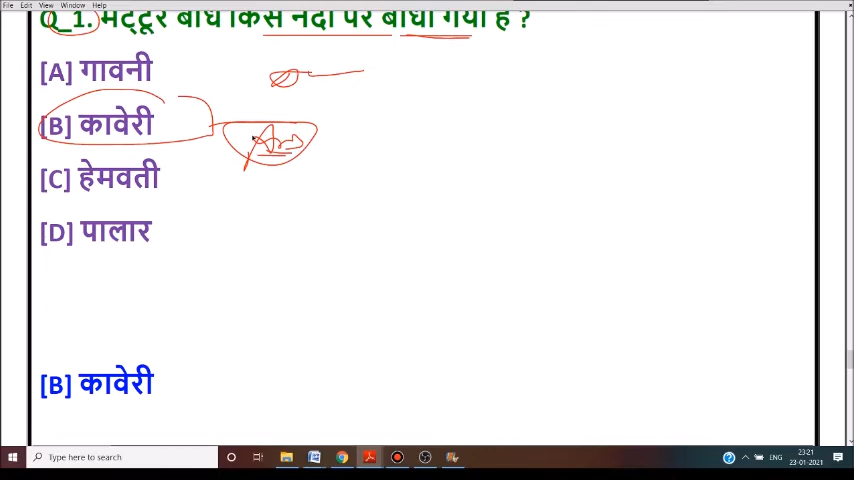 File Edit View Window Help
Q_1. मेट्टूर बांध किस नदी पर बांधा गया है ?
[A] गावनी
[B] कावेरी
Ans
[C] हेमवती
[D] पालार
[B] कावेरी
Type here to search
ENG
23-21
23-01-2021